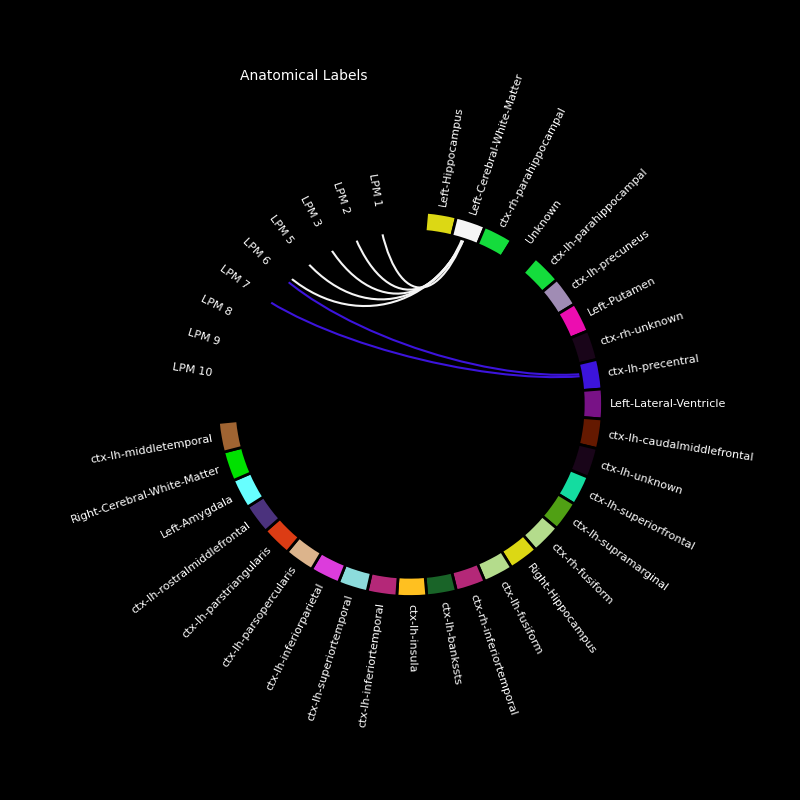 Anatomical Labels
LPM 1
LPM 2
LPM 3
LPM 5
LPM 6
LPM 7
LPM 8
LPM 9
LPM 10
Left-Hippocampus
Left-Cerebral-White-Matter
ctx-rh-parahippocampal
Unknown
ctx-lh-parahippocampal
ctx-lh-precuneus
Left-Putamen
ctx-rh-unknown
ctx-lh-precentral
Left-Lateral-Ventricle
ctx-lh-caudalmiddlefrontal
ctx-lh-unknown
ctx-lh-superiorfrontal
ctx-lh-supramarginal
ctx-rh-fusiform
Right-Hippocampus
ctx-lh-fusiform
ctx-rh-inferiortemporal
ctx-lh-bankssts
ctx-lh-insula
ctx-lh-inferiortemporal
ctx-lh-superiortemporal
ctx-lh-inferiorparietal
ctx-lh-parsopercularis
ctx-lh-parstriangularis
ctx-lh-rostralmiddlefrontal
Left-Amygdala
Right-Cerebral-White-Matter
ctx-lh-middletemporal